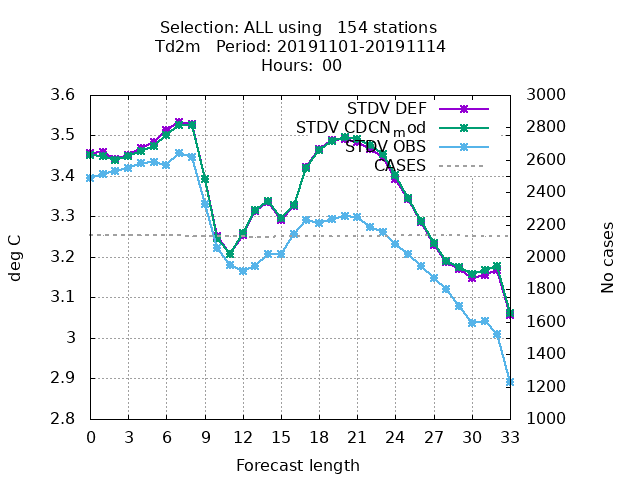 Selection: ALL using   154 stations
Td2m   Period: 20191101-20191114
Hours: 00
STDV DEF
STDV CDCNmod
STDV OBS
CASES
3.6
3.5
3.4
3.3
3.2
3.1
3
2.9
2.8
deg C
3000
2800
2600
2400
2200
2000
1800
1600
1400
1200
1000
No cases
0 3 6 9 12 15 18 21 24 27 30 33
Forecast length